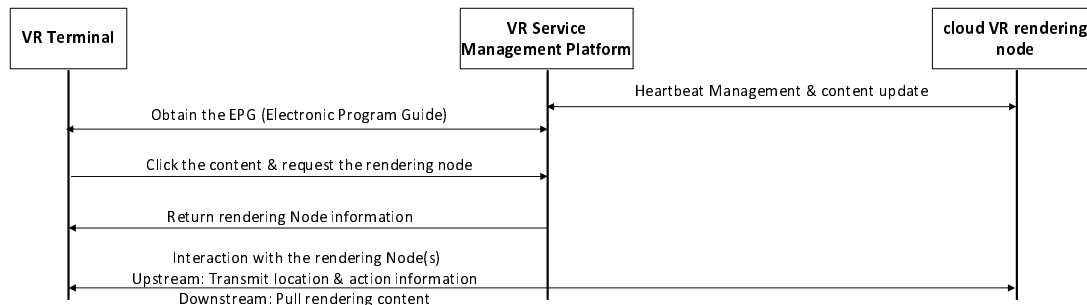 VR Terminal
VR Service
Management Platform
cloud VR rendering
node
Heartbeat Management & content update
Obtain the EPG (Electronic Program Guide)
Click the content & request the rendering node
Return rendering Node information
Interaction with the rendering Node(s)
Upstream: Transmit location & action information
Downstream: Pull rendering content